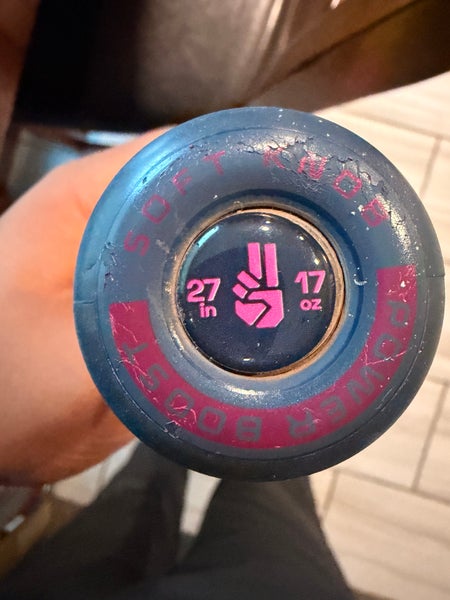 SOFT KNOB
27 in
17 oz
POWER BOOST